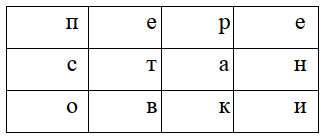 п е р е
с т а н
о в к и